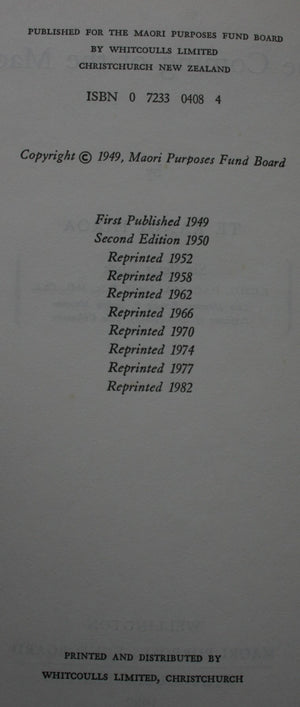 PUBLISHED FOR THE MAORI PURPOSES FUND BOARD
BY WHITCOULLS LIMITED
CHRISTCHURCH NEW ZEALAND
ISBN 0 7233 0408 4
Copyright © 1949, Maori Purposes Fund Board
First Published 1949
Second Edition 1950
Reprinted 1952
Reprinted 1958
Reprinted 1962
Reprinted 1966
Reprinted 1970
Reprinted 1974
Reprinted 1977
Reprinted 1982
PRINTED AND DISTRIBUTED BY
WHITCOULLS LIMITED, CHRISTCHURCH